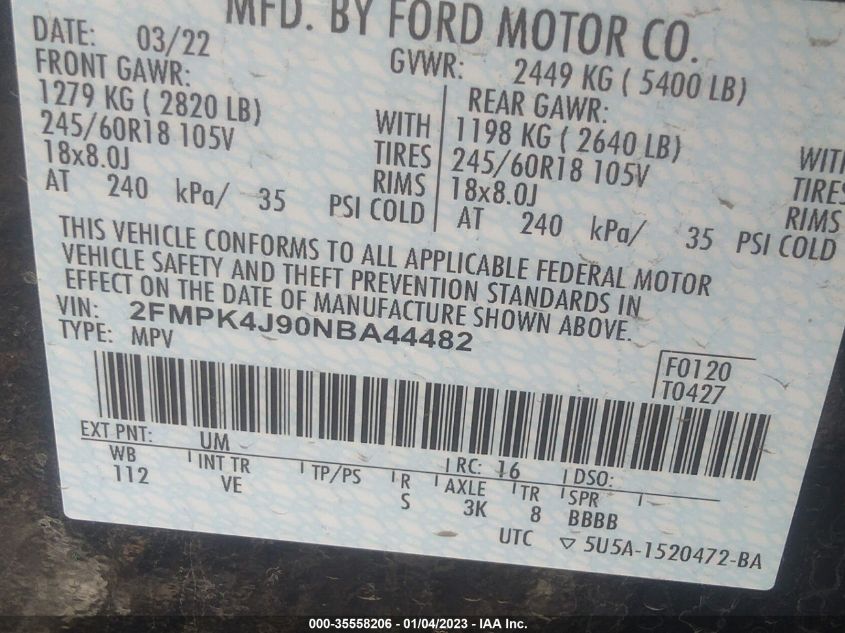 MFD. BY FORD MOTOR CO.
DATE: 03/22 GVWR: 2449 KG ( 5400 LB)
FRONT GAWR: REAR GAWR:
1279 KG ( 2820 LB) WITH 1198 KG ( 2640 LB) WITH
245/60R18 105V TIRES 245/60R18 105V TIRES
18x8.0J RIMS 18x8.0J RIMS
AT 240 kPa/ 35 PSI COLD AT 240 kPa/ 35 PSI COLD
THIS VEHICLE CONFORMS TO ALL APPLICABLE FEDERAL MOTOR
VEHICLE SAFETY AND THEFT PREVENTION STANDARDS IN
EFFECT ON THE DATE OF MANUFACTURE SHOWN ABOVE.
VIN: 2FMPK4J90NBA44482
TYPE: MPV
F0120
T0427
EXT PNT: UM RC: 16 DSO:
WB INT TR TP/PS R AXLE TR SPR
112 VE S 3K 8 BBBB
UTC ▽ 5U5A-1520472-BA
000-35558206 - 01/04/2023 - IAA Inc.